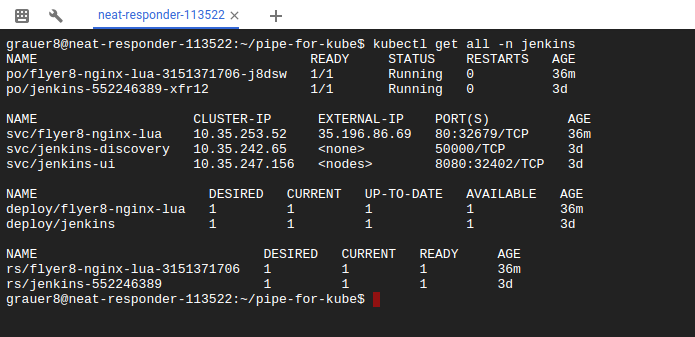 neat-responder-113522 × +
grauer8@neat-responder-113522:~/pipe-for-kube$ kubectl get all -n jenkins
NAME READY STATUS RESTARTS AGE
po/flyer8-nginx-lua-3151371706-j8dsw 1/1 Running 0 36m
po/jenkins-552246389-xfr12 1/1 Running 0 3d
NAME CLUSTER-IP EXTERNAL-IP PORT(S) AGE
svc/flyer8-nginx-lua 10.35.253.52 35.196.86.69 80:32679/TCP 36m
svc/jenkins-discovery 10.35.242.65 <none> 50000/TCP 3d
svc/jenkins-ui 10.35.247.156 <nodes> 8080:32402/TCP 3d
NAME DESIRED CURRENT UP-TO-DATE AVAILABLE AGE
deploy/flyer8-nginx-lua 1 1 1 1 36m
deploy/jenkins 1 1 1 1 3d
NAME DESIRED CURRENT READY AGE
rs/flyer8-nginx-lua-3151371706 1 1 1 36m
rs/jenkins-552246389 1 1 1 3d
grauer8@neat-responder-113522:~/pipe-for-kube$